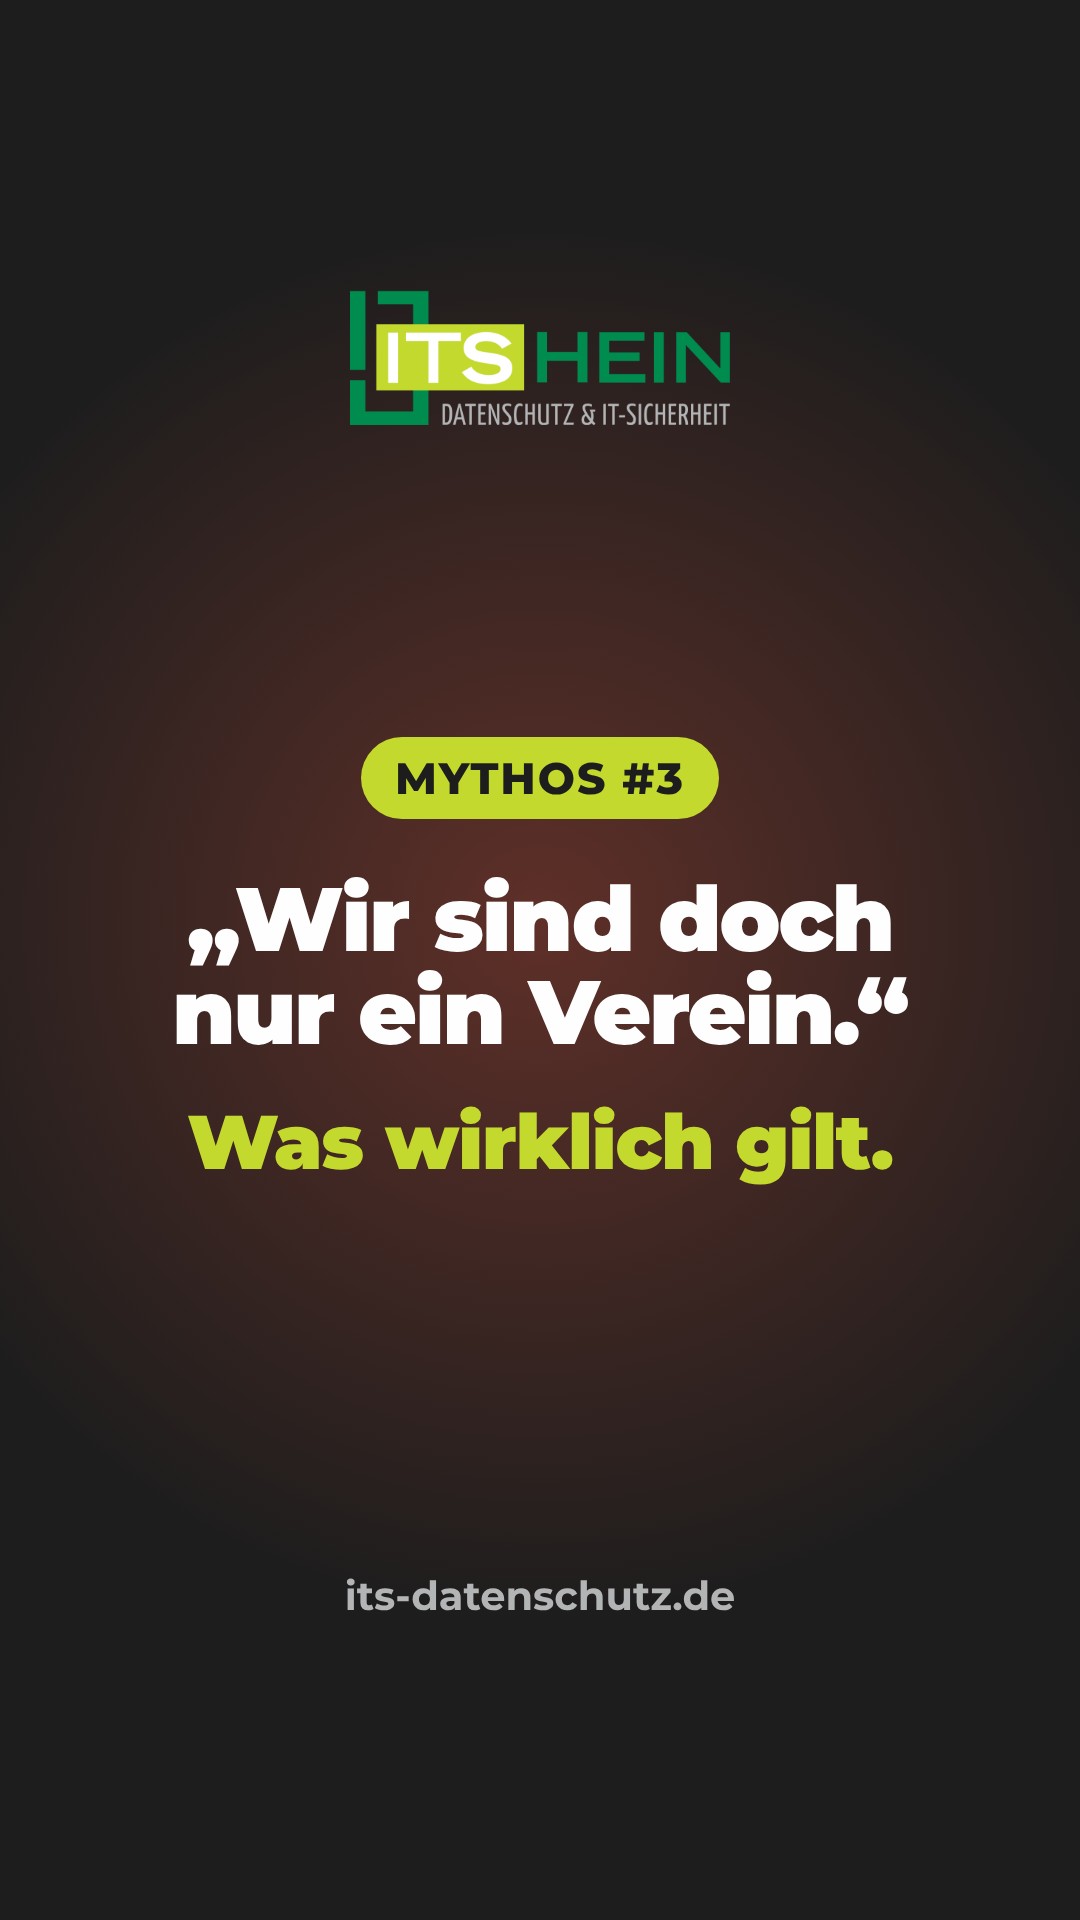 ITS HEIN
DATENSCHUTZ & IT-SICHERHEIT
MYTHOS #3
„Wir sind doch
nur ein Verein.“
Was wirklich gilt.
its-datenschutz.de